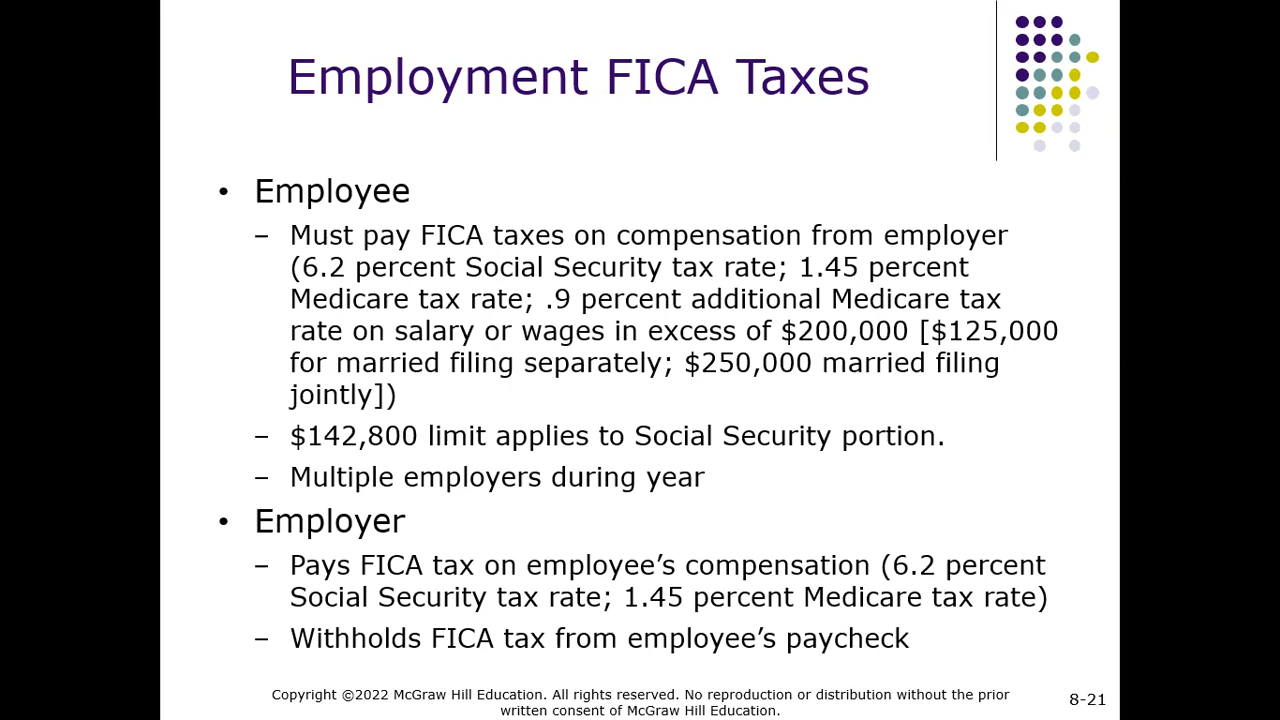 Employment FICA Taxes
• Employee
– Must pay FICA taxes on compensation from employer
(6.2 percent Social Security tax rate; 1.45 percent
Medicare tax rate; .9 percent additional Medicare tax
rate on salary or wages in excess of $200,000 [$125,000
for married filing separately; $250,000 married filing
jointly])
– $142,800 limit applies to Social Security portion.
– Multiple employers during year
• Employer
– Pays FICA tax on employee’s compensation (6.2 percent
Social Security tax rate; 1.45 percent Medicare tax rate)
– Withholds FICA tax from employee’s paycheck
Copyright ©2022 McGraw Hill Education. All rights reserved. No reproduction or distribution without the prior
written consent of McGraw Hill Education.
8-21